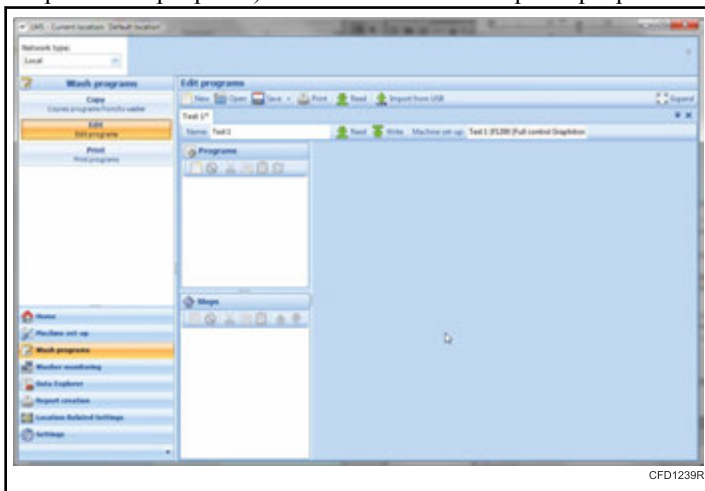 LMS - Current location: Default location
Network type:
Local
Wash programs
Copy
Copies programs from/to washer
Edit
Edit programs
Print
Print programs
Home
Machine set-up
Wash programs
Washer monitoring
Data Explorer
Report creation
Location Related Settings
Settings
Edit programs
New Open Save Print Read Import from USB Expand
Test 1*
Name: Test 1 Read Write Machine set-up: Test 1 (F120) [Full control Graphitron
Programs
Steps
CFD1239R